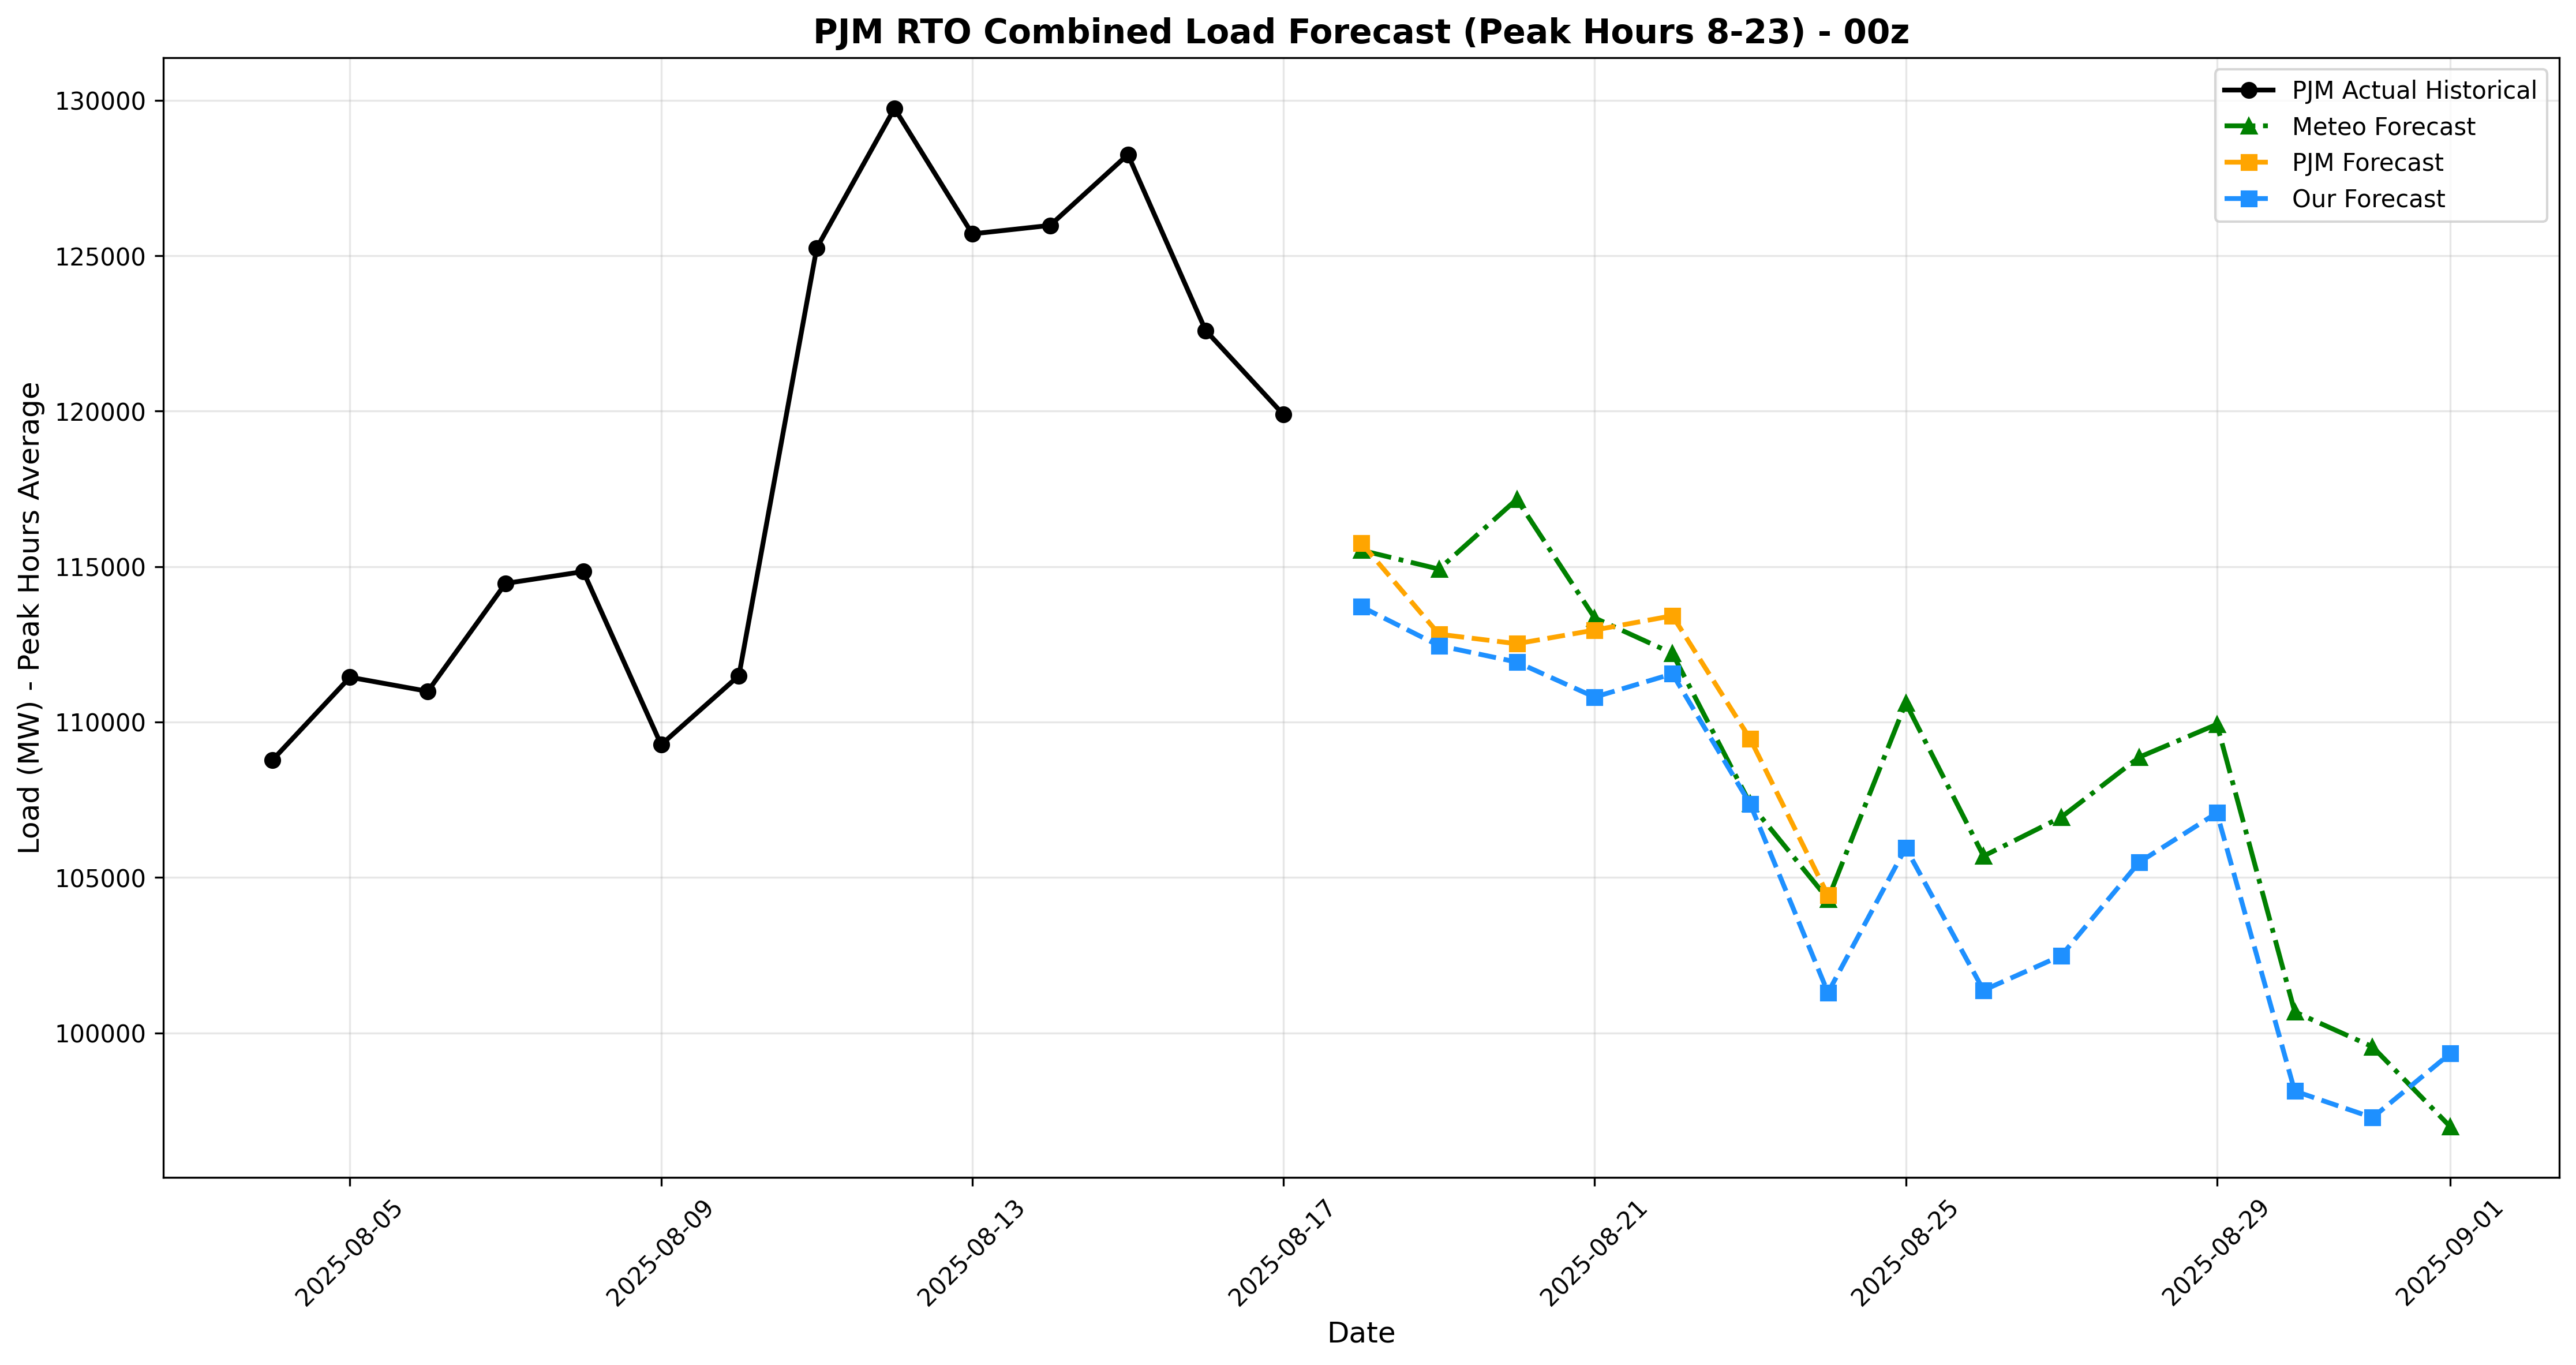 PJM RTO Combined Load Forecast (Peak Hours 8-23) - 00z
PJM Actual Historical
Meteo Forecast
PJM Forecast
Our Forecast
Load (MW) - Peak Hours Average
130000
125000
120000
115000
110000
105000
100000
2025-08-05
2025-08-09
2025-08-13
2025-08-17
2025-08-21
2025-08-25
2025-08-29
2025-09-01
Date